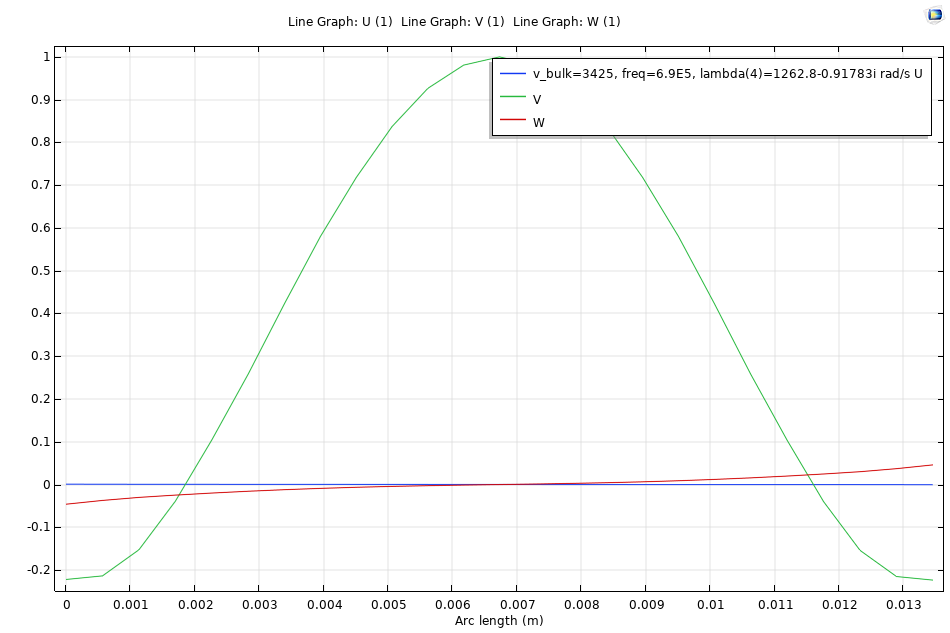 Line Graph: U (1)  Line Graph: V (1)  Line Graph: W (1)
v_bulk=3425, freq=6.9E5, lambda(4)=1262.8-0.91783i rad/s U
V
W
1
0.9
0.8
0.7
0.6
0.5
0.4
0.3
0.2
0.1
0
-0.1
-0.2
0 0.001 0.002 0.003 0.004 0.005 0.006 0.007 0.008 0.009 0.01 0.011 0.012 0.013
Arc length (m)